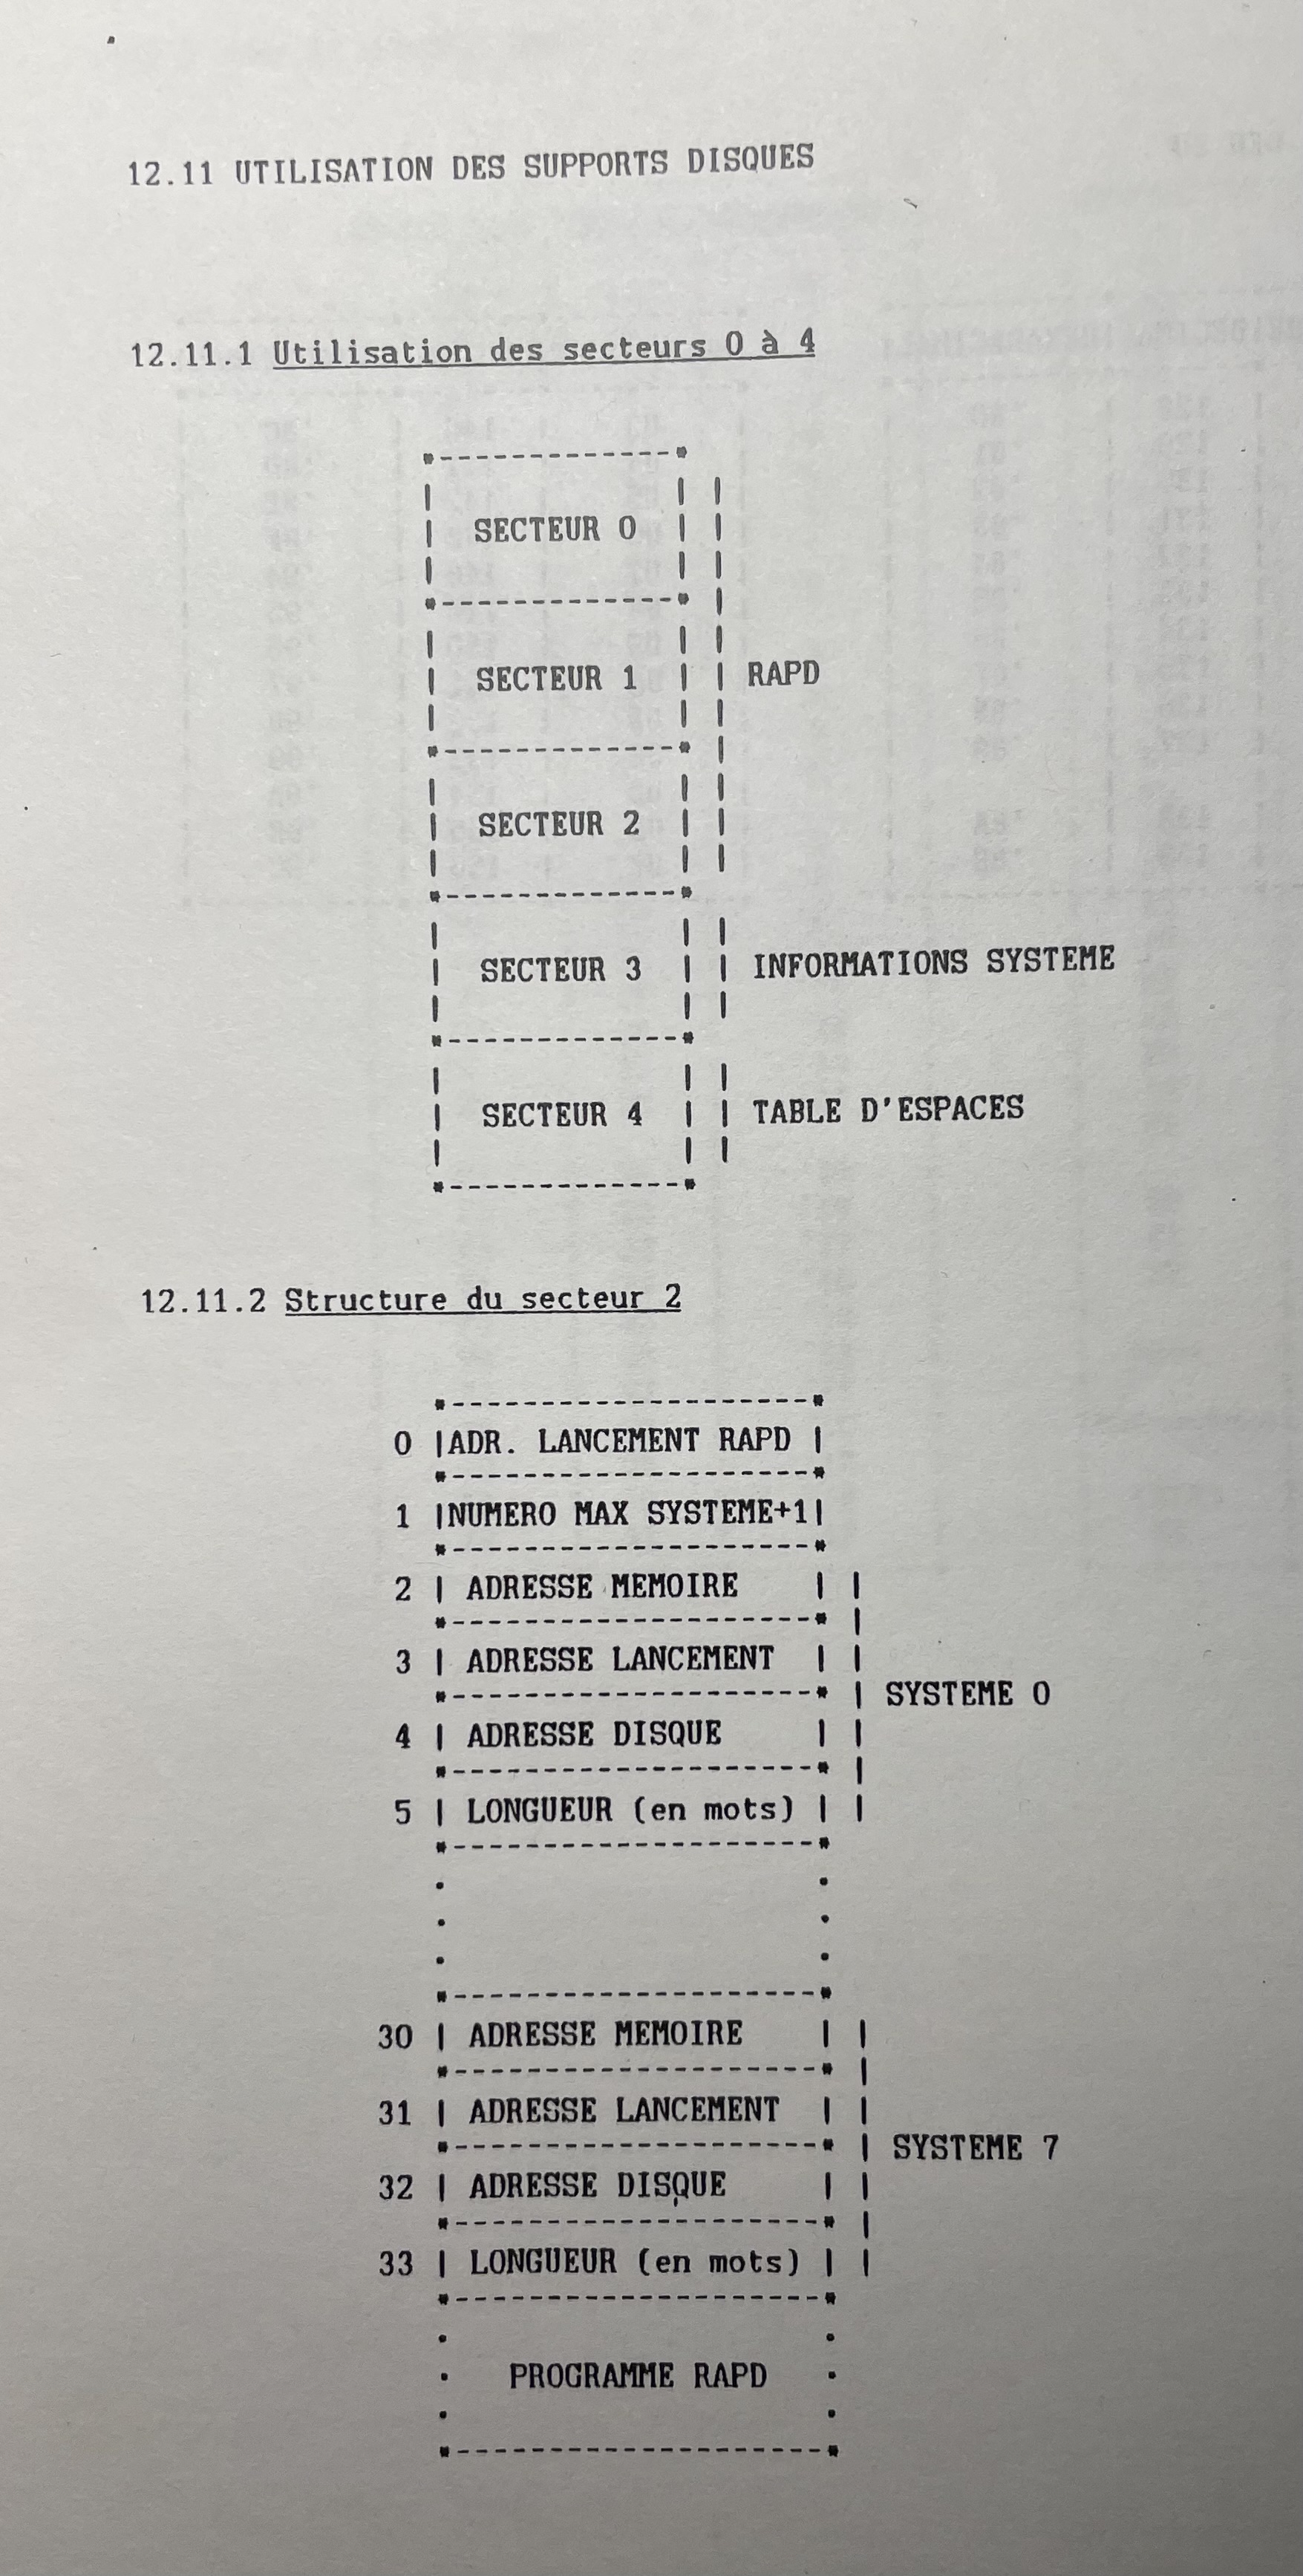 12.11 UTILISATION DES SUPPORTS DISQUES
12.11.1 Utilisation des secteurs 0 à 4
SECTEUR 0
SECTEUR 1 RAPD
SECTEUR 2
SECTEUR 3 INFORMATIONS SYSTEME
SECTEUR 4 TABLE D'ESPACES
12.11.2 Structure du secteur 2
0 ADR. LANCEMENT RAPD
1 NUMERO MAX SYSTEME+1
2 ADRESSE MEMOIRE
3 ADRESSE LANCEMENT
SYSTEME 0
4 ADRESSE DISQUE
5 LONGUEUR (en mots)
30 ADRESSE MEMOIRE
31 ADRESSE LANCEMENT
SYSTEME 7
32 ADRESSE DISQUE
33 LONGUEUR (en mots)
PROGRAMME RAPD